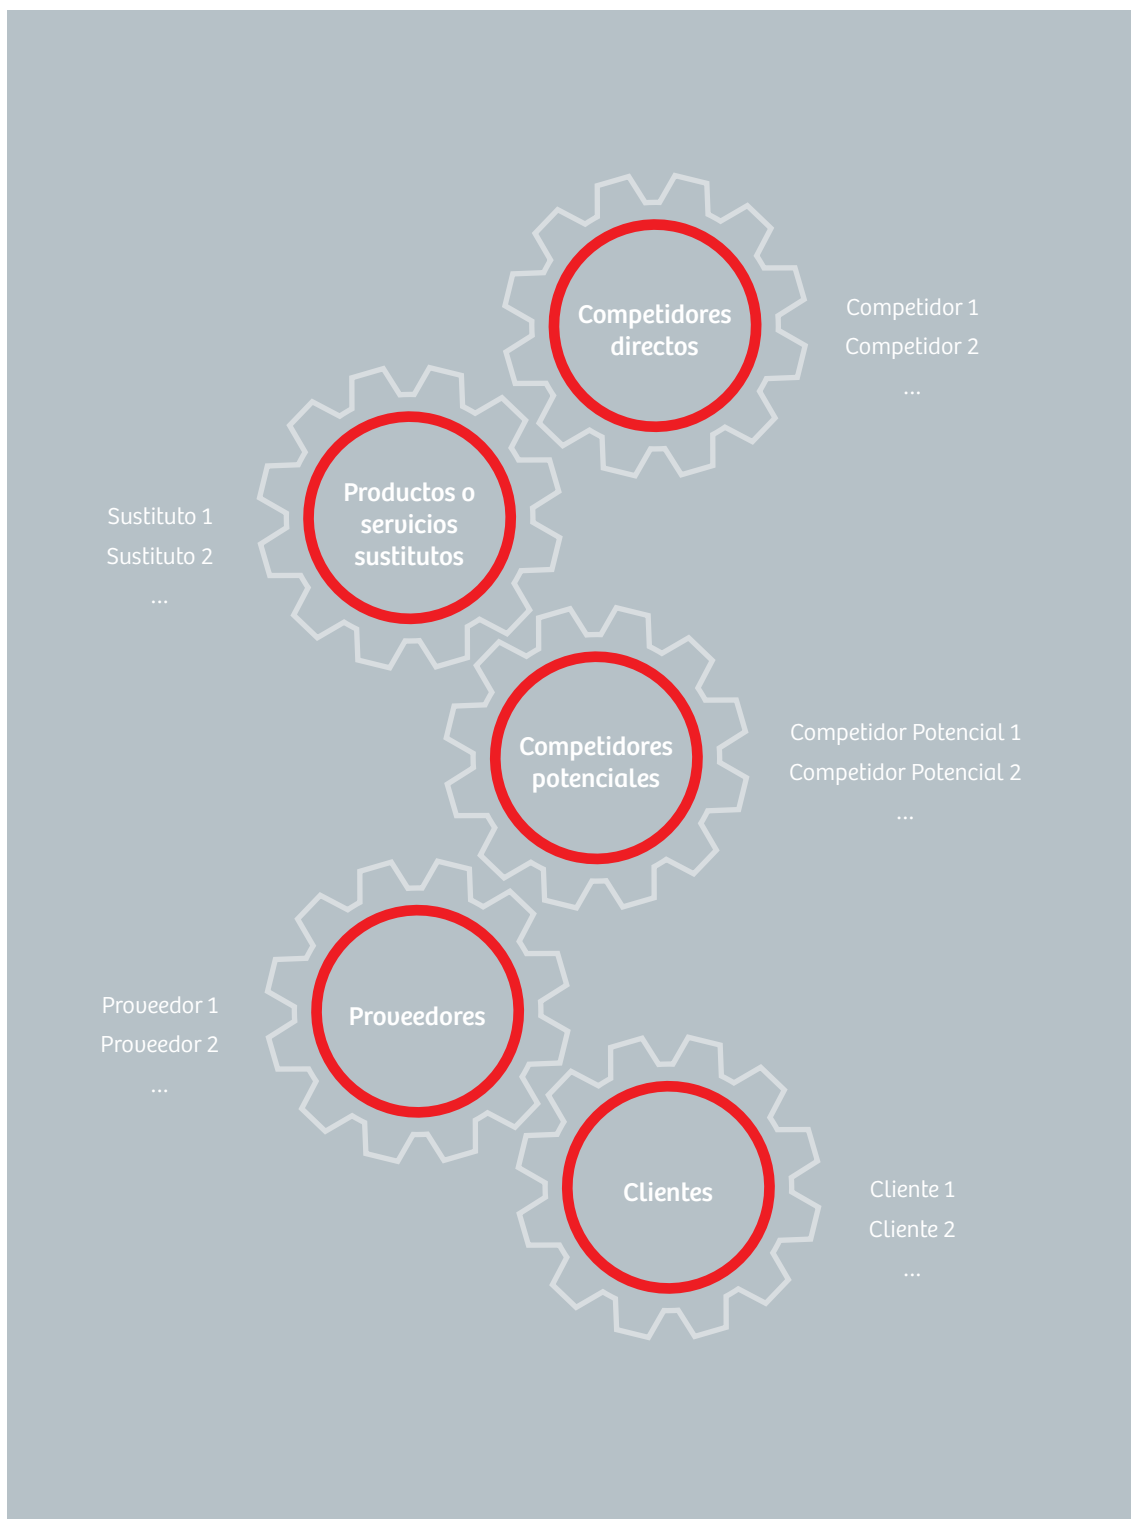 Competidores
directos
Competidor 1
Competidor 2
...
Productos o
servicios
sustitutos
Sustituto 1
Sustituto 2
...
Competidores
potenciales
Competidor Potencial 1
Competidor Potencial 2
...
Proveedores
Proveedor 1
Proveedor 2
...
Clientes
Cliente 1
Cliente 2
...